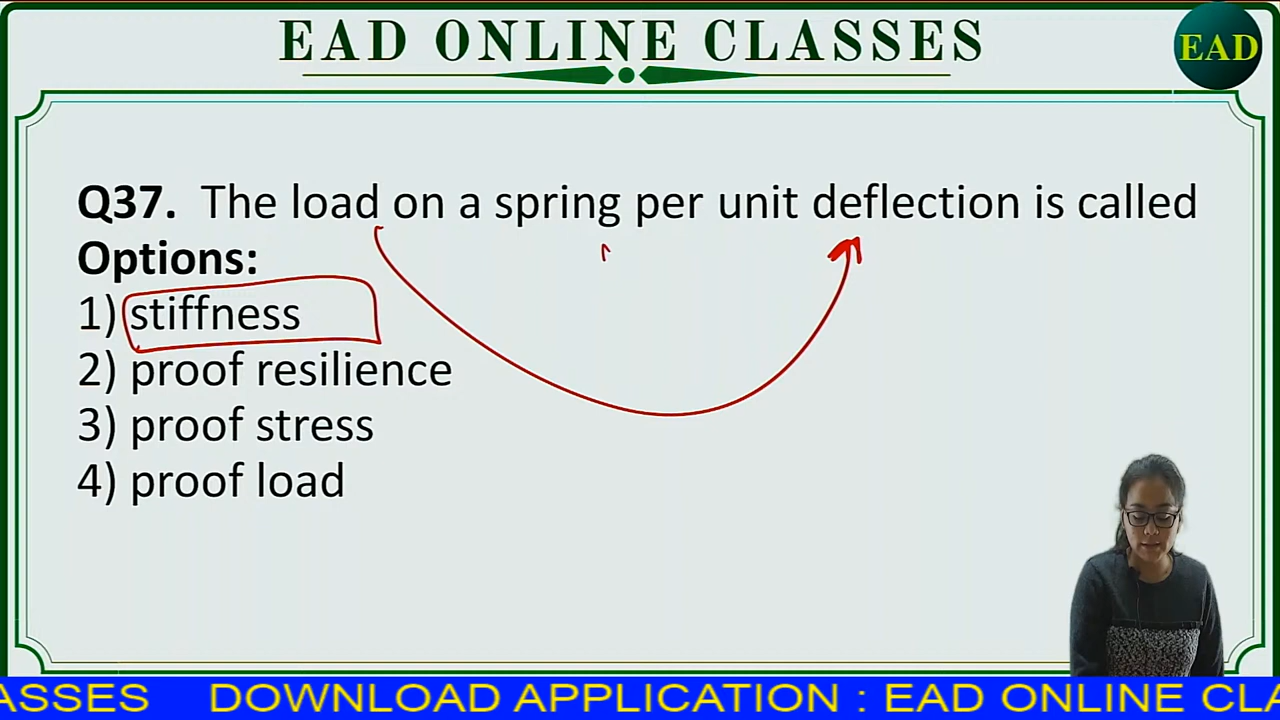 EAD ONLINE CLASSES
EAD
Q37. The load on a spring per unit deflection is called
Options:
1) stiffness
2) proof resilience
3) proof stress
4) proof load
ASSES DOWNLOAD APPLICATION : EAD ONLINE CLA